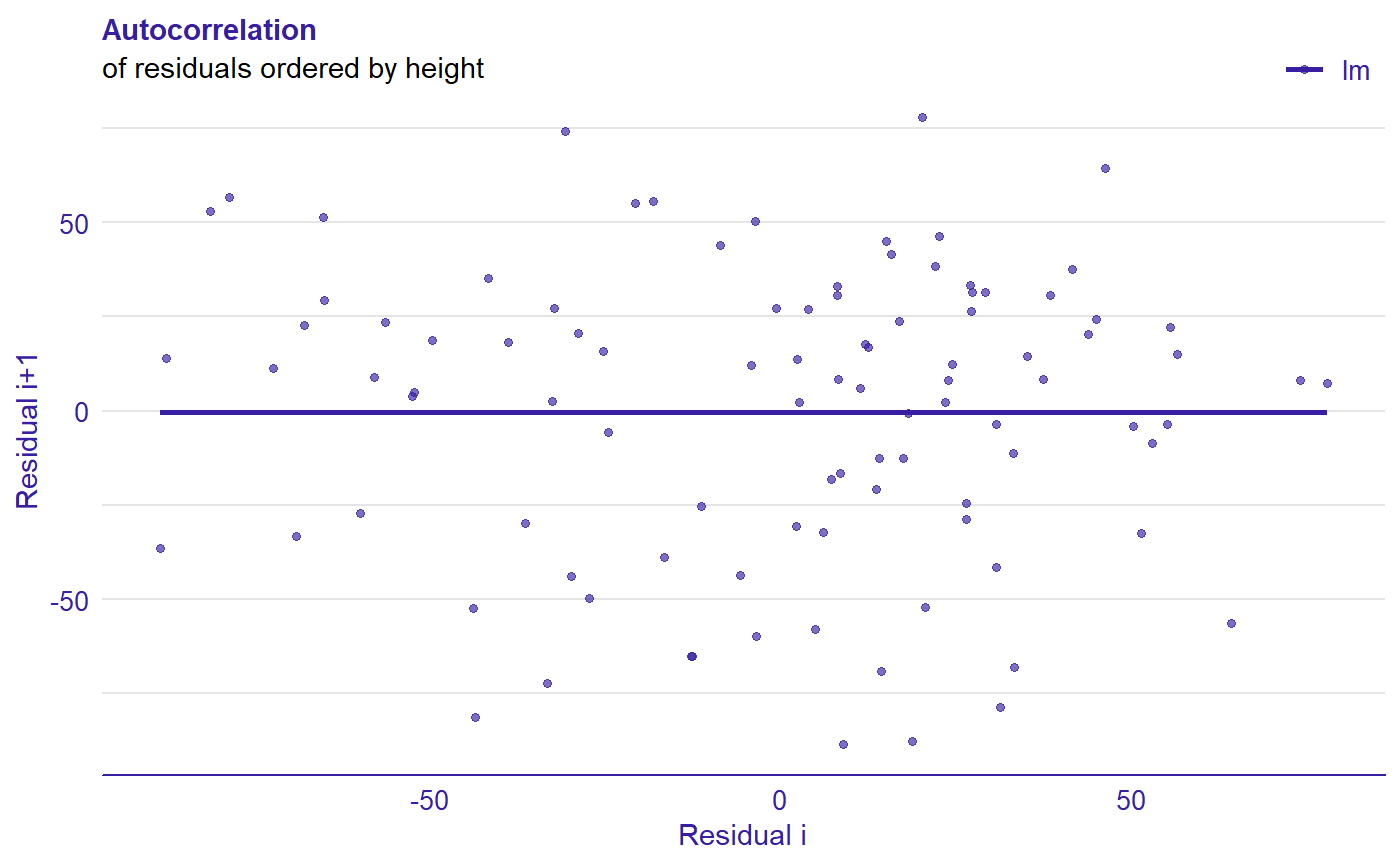 Autocorrelation
of residuals ordered by height
lm
50
0
-50
Residual i+1
-50
0
50
Residual i